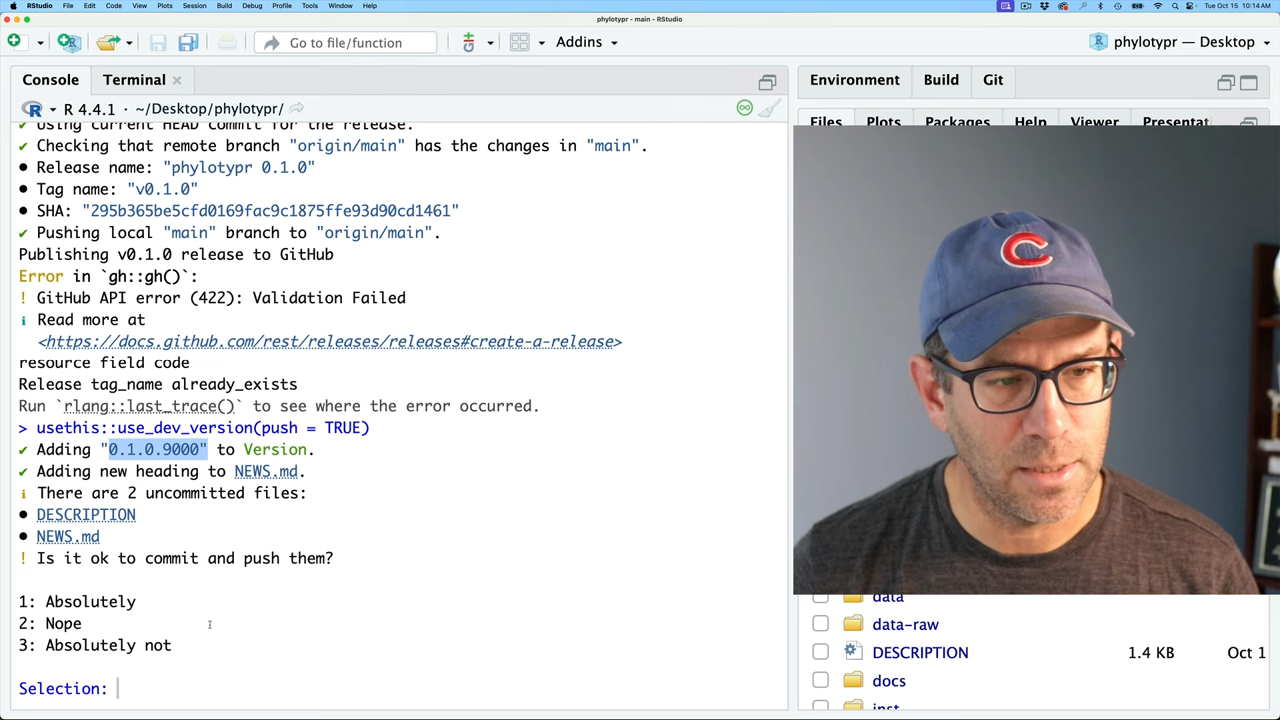 RStudio File Edit Code View Plots Session Build Debug Profile Tools Window Help Tue Oct 15 10:14 AM
phylotypr - main - RStudio
Go to file/function Addins phylotypr — Desktop
Console Terminal Environment Build Git
R 4.4.1 · ~/Desktop/phylotypr/
Files Plots Packages Help Viewer Presentat
✔ Using current HEAD commit for the release.
✔ Checking that remote branch "origin/main" has the changes in "main".
• Release name: "phylotypr 0.1.0"
• Tag name: "v0.1.0"
• SHA: "295b365be5cfd0169fac9c1875ffe93d90cd1461"
✔ Pushing local "main" branch to "origin/main".
Publishing v0.1.0 release to GitHub
Error in `gh::gh()`:
! GitHub API error (422): Validation Failed
ℹ Read more at
<https://docs.github.com/rest/releases/releases#create-a-release>
resource field code
Release tag_name already_exists
Run `rlang::last_trace()` to see where the error occurred.
> usethis::use_dev_version(push = TRUE)
✔ Adding "0.1.0.9000" to Version.
✔ Adding new heading to NEWS.md.
ℹ There are 2 uncommitted files:
• DESCRIPTION
• NEWS.md
! Is it ok to commit and push them?
1: Absolutely
2: Nope
3: Absolutely not
Selection:
C
data
data-raw
DESCRIPTION 1.4 KB Oct 1
docs
inst